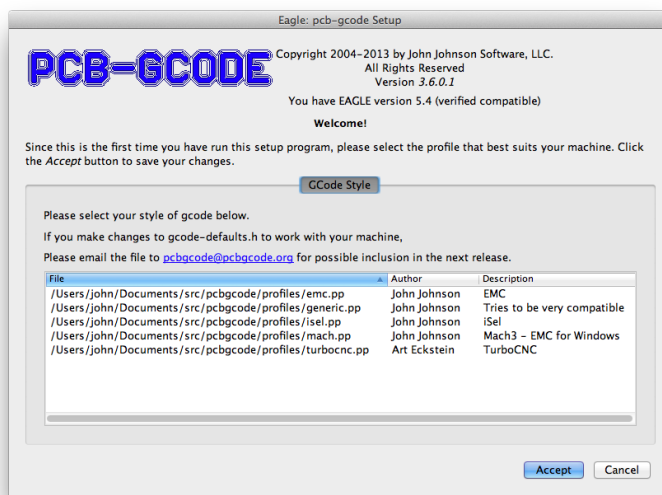 Eagle: pcb-gcode Setup
PCB-GCODE
Copyright 2004-2013 by John Johnson Software, LLC.
All Rights Reserved
Version 3.6.0.1
You have EAGLE version 5.4 (verified compatible)
Welcome!
Since this is the first time you have run this setup program, please select the profile that best suits your machine. Click
the Accept button to save your changes.
GCode Style
Please select your style of gcode below.
If you make changes to gcode-defaults.h to work with your machine,
Please email the file to pcbgcode@pcbgcode.org for possible inclusion in the next release.
File Author Description
/Users/john/Documents/src/pcbgcode/profiles/emc.pp John Johnson EMC
/Users/john/Documents/src/pcbgcode/profiles/generic.pp John Johnson Tries to be very compatible
/Users/john/Documents/src/pcbgcode/profiles/isel.pp John Johnson iSel
/Users/john/Documents/src/pcbgcode/profiles/mach.pp John Johnson Mach3 - EMC for Windows
/Users/john/Documents/src/pcbgcode/profiles/turbocnc.pp Art Eckstein TurboCNC
Accept Cancel